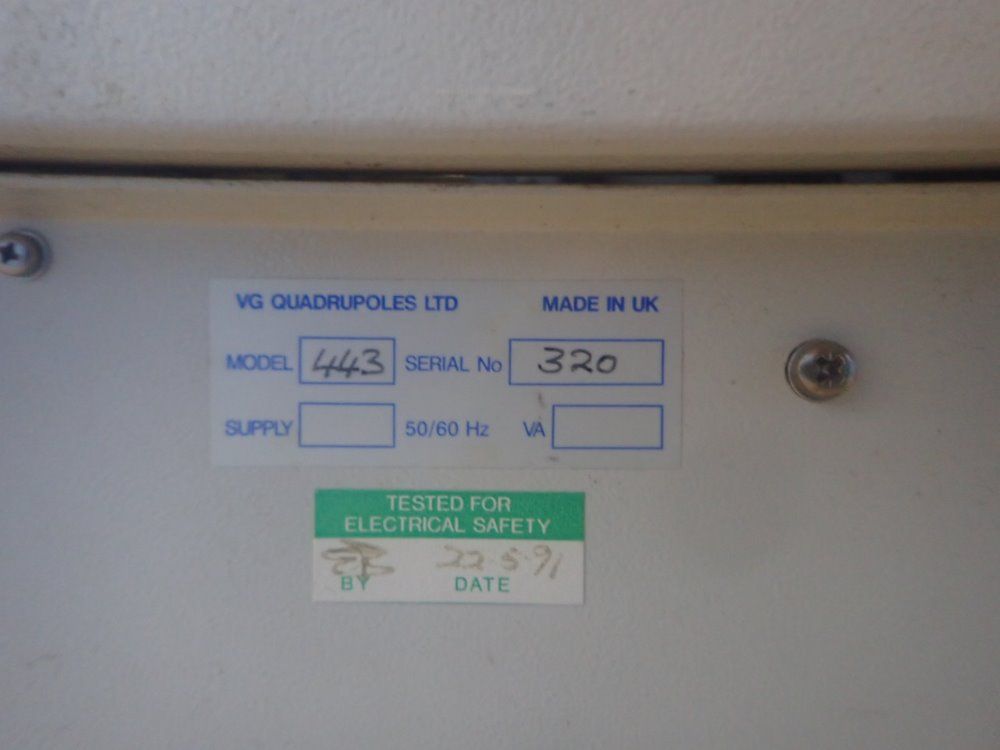 VG QUADRUPOLES LTD MADE IN UK
MODEL 443 SERIAL No 320
SUPPLY 50/60 Hz VA
TESTED FOR
ELECTRICAL SAFETY
22·5·91
BY DATE